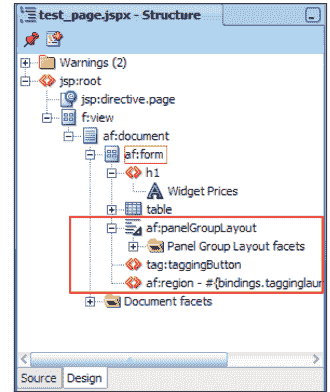 test_page.jspx - Structure
Warnings (2)
jsp:root
jsp:directive.page
f:view
af:document
af:form
h1
Widget Prices
table
af:panelGroupLayout
Panel Group Layout facets
tag:taggingButton
af:region - #{bindings.tagginglaun
Document facets
Source Design